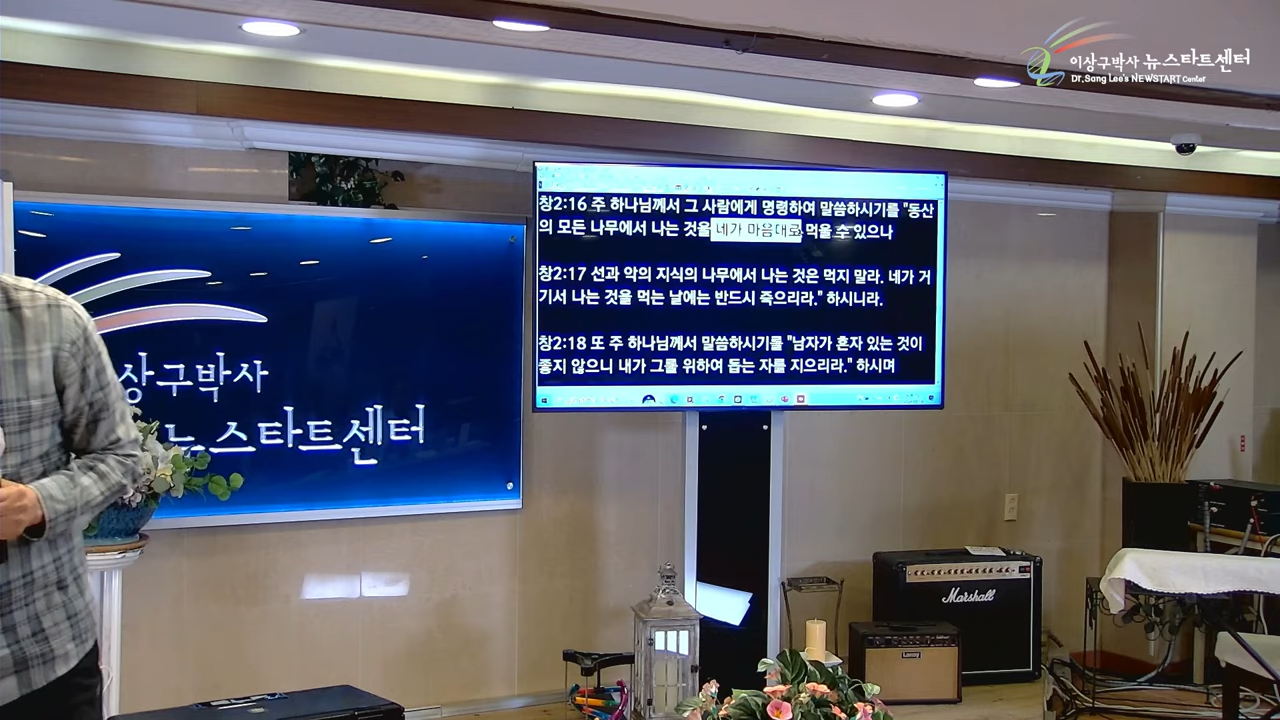 이상구박사 뉴스타트센터
Dr. Sang Lee's NEWSTART Center
창2:16 주 하나님께서 그 사람에게 명령하여 말씀하시기를 "동산
의 모든 나무에서 나는 것을 네가 마음대로 먹을 수 있으나
창2:17 선과 악의 지식의 나무에서 나는 것은 먹지 말라. 네가 거
기서 나는 것을 먹는 날에는 반드시 죽으리라." 하시니라.
창2:18 또 주 하나님께서 말씀하시기를 "남자가 혼자 있는 것이
좋지 않으니 내가 그를 위하여 돕는 자를 지으리라." 하시며
상구박사
뉴스타트센터
Marshall
Laney